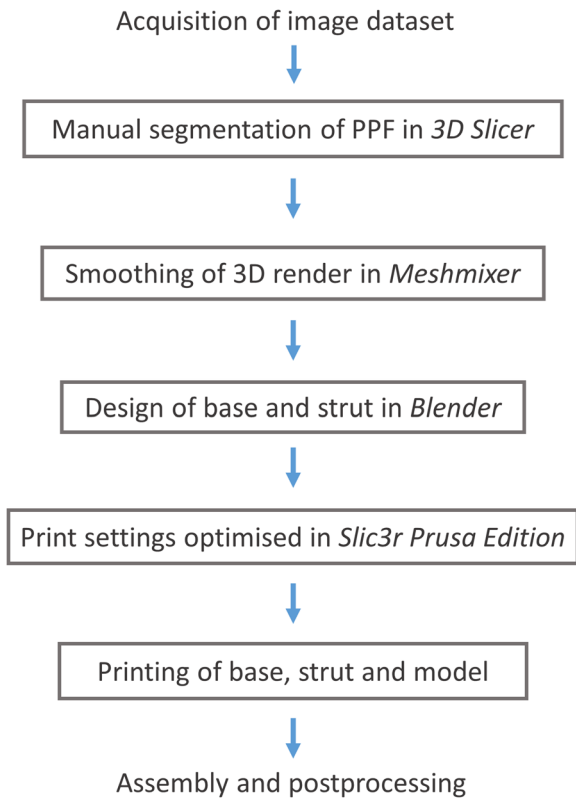 Acquisition of image dataset
Manual segmentation of PPF in 3D Slicer
Smoothing of 3D render in Meshmixer
Design of base and strut in Blender
Print settings optimised in Slic3r Prusa Edition
Printing of base, strut and model
Assembly and postprocessing